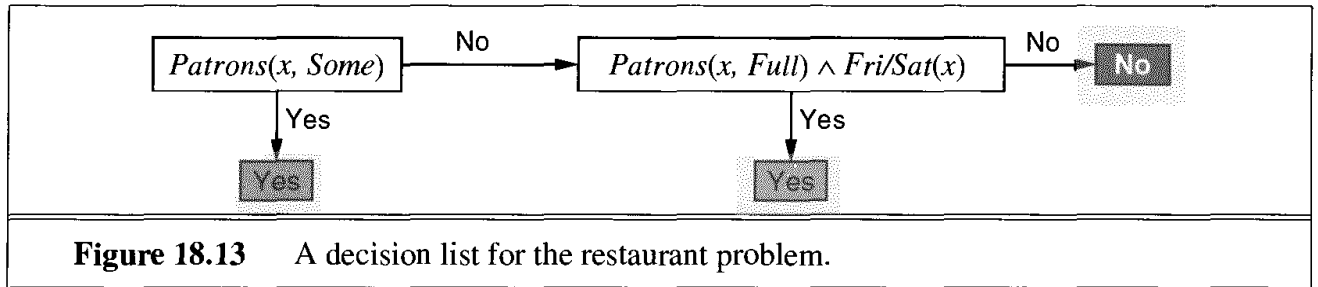 Patrons(x, Some) No Patrons(x, Full) ∧ Fri/Sat(x) No No
Yes Yes
Yes Yes
Figure 18.13 A decision list for the restaurant problem.